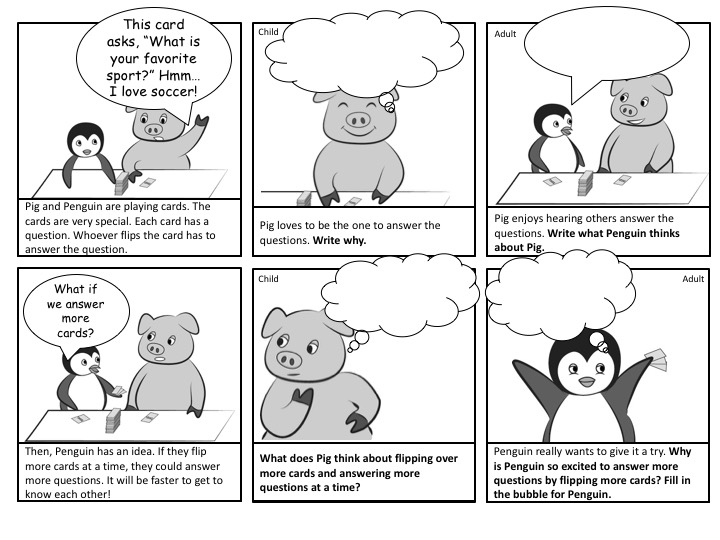 This card
asks, “What is
your favorite
sport?” Hmm…
I love soccer!
Pig and Penguin are playing cards. The
cards are very special. Each card has a
question. Whoever flips the card has to
answer the question.
Child
Pig loves to be the one to answer the
questions. Write why.
Adult
Pig enjoys hearing others answer the
questions. Write what Penguin thinks
about Pig.
What if
we answer
more
cards?
Then, Penguin has an idea. If they flip
more cards at a time, they could answer
more questions. It will be faster to get to
know each other!
Child
What does Pig think about flipping over
more cards and answering more
questions at a time?
Adult
Penguin really wants to give it a try. Why
is Penguin so excited to answer more
questions by flipping more cards? Fill in
the bubble for Penguin.